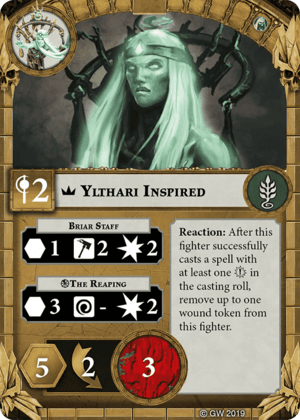 2
YLTHARI INSPIRED
BRIAR STAFF
1 2 2
THE REAPING
3 - 2
Reaction: After this
fighter successfully
casts a spell with
at least one in
the casting roll,
remove up to one
wound token from
this fighter.
5 2 3
© GW 2019